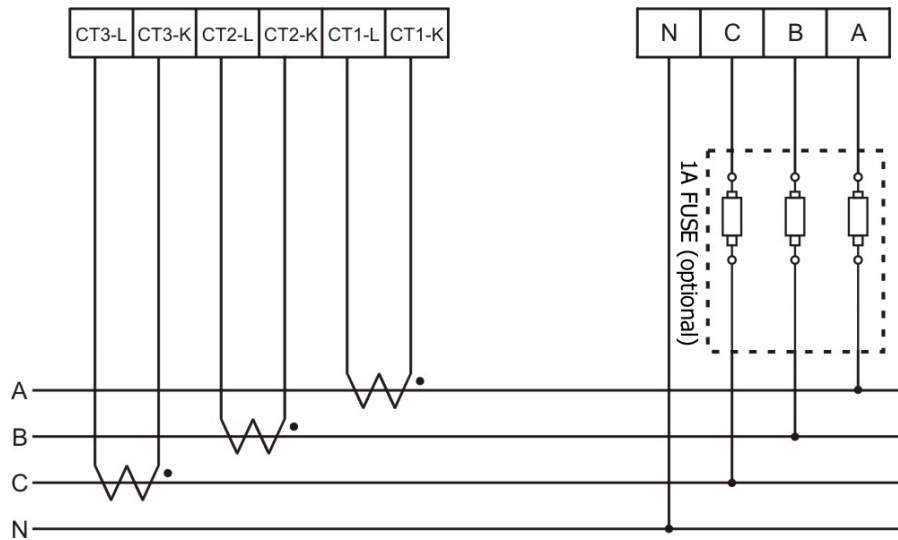 CT3-L CT3-K CT2-L CT2-K CT1-L CT1-K
N C B A
1A FUSE (optional)
A
B
C
N